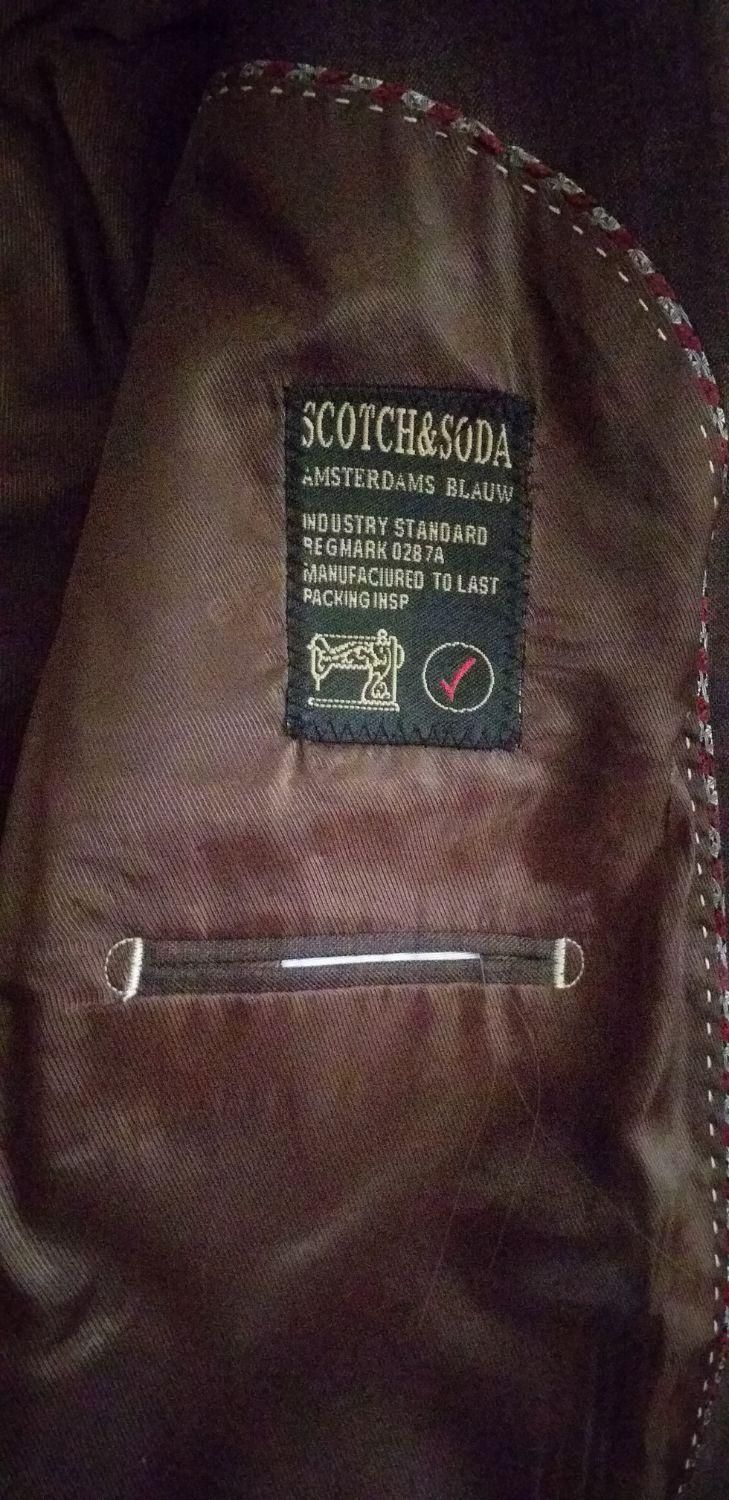 SCOTCH&SODA
AMSTERDAMS BLAUW
INDUSTRY STANDARD
REGMARK 0287A
MANUFACIURED TO LAST
PACKING INSP